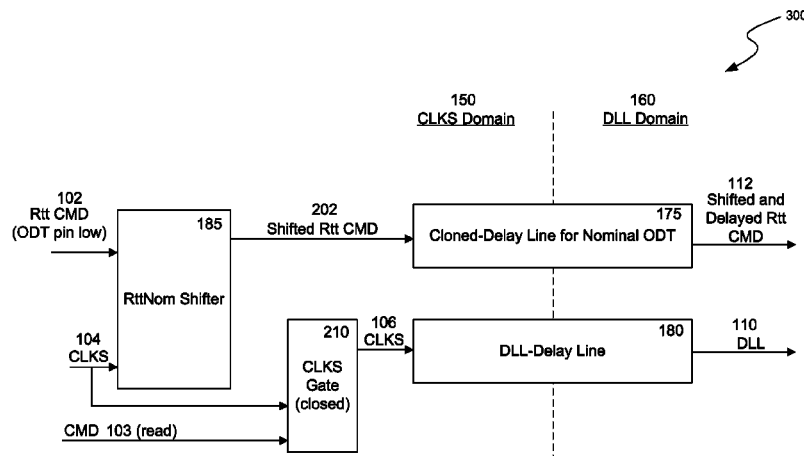 300
150
CLKS Domain
160
DLL Domain
102
Rtt CMD
(ODT pin low)
185
RttNom Shifter
202
Shifted Rtt CMD
175
Cloned-Delay Line for Nominal ODT
112
Shifted and
Delayed Rtt
CMD
104
CLKS
210
CLKS
Gate
(closed)
106
CLKS
180
DLL-Delay Line
110
DLL
CMD 103 (read)